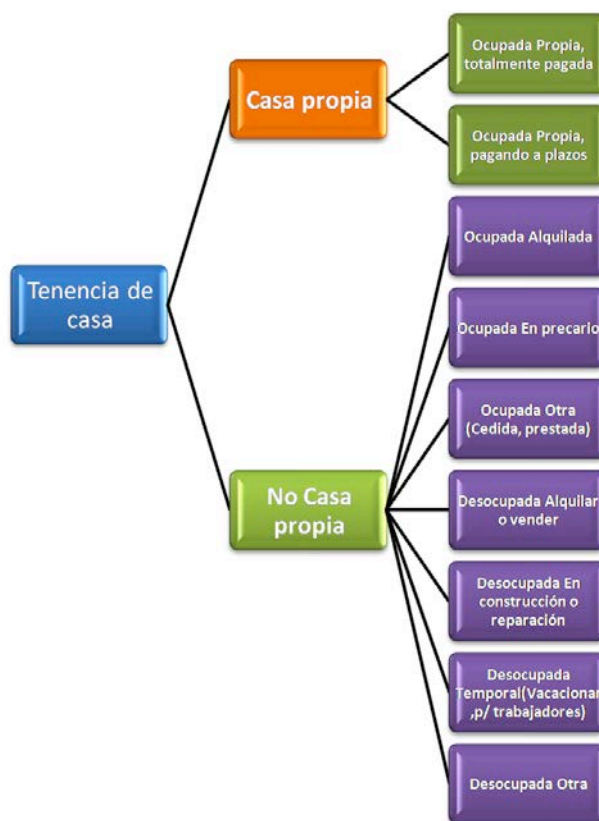 Ocupada Propia,
totalmente pagada
Casa propia
Ocupada Propia,
pagando a plazos
Ocupada Alquilada
Tenencia de
casa
Ocupada En precario
Ocupada Otra
(Cedida, prestada)
No Casa
propia
Desocupada Alquilar
o vender
Desocupada En
construcción o
reparación
Desocupada
Temporal(Vacacionar
,p/ trabajadores)
Desocupada Otra